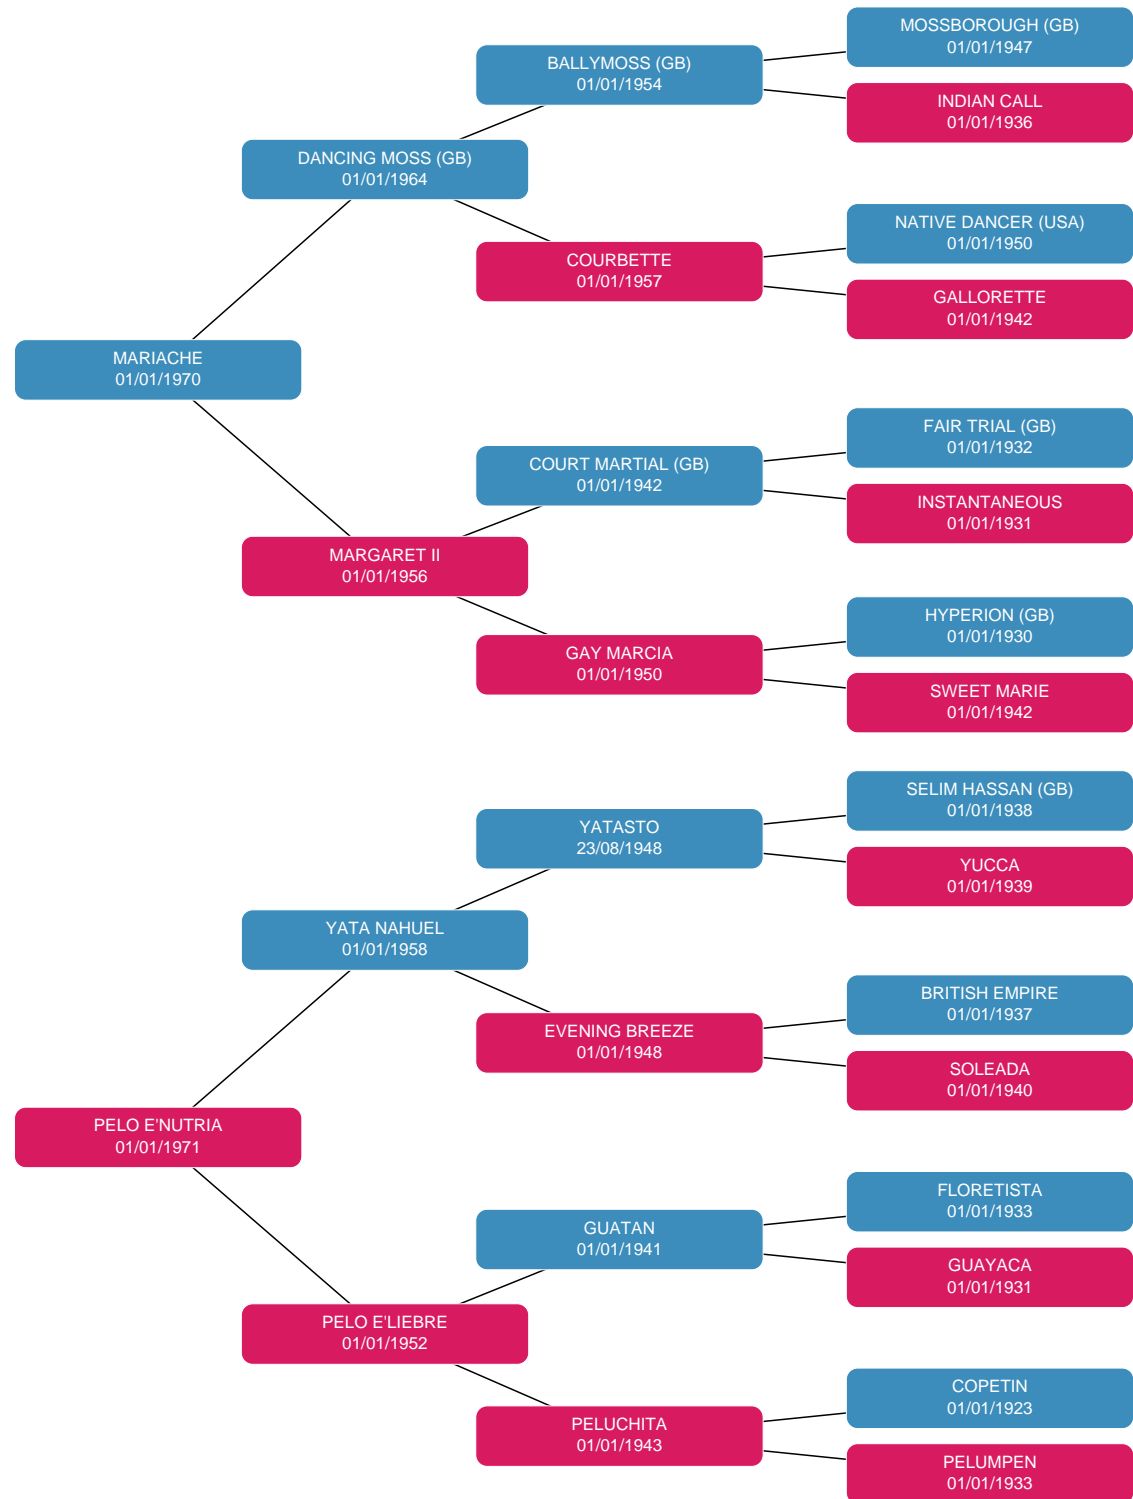 MOSSBOROUGH (GB)
01/01/1947
BALLYMOSS (GB)
01/01/1954
INDIAN CALL
01/01/1936
DANCING MOSS (GB)
01/01/1964
NATIVE DANCER (USA)
01/01/1950
COURBETTE
01/01/1957
GALLORETTE
01/01/1942
MARIACHE
01/01/1970
FAIR TRIAL (GB)
01/01/1932
COURT MARTIAL (GB)
01/01/1942
INSTANTANEOUS
01/01/1931
MARGARET II
01/01/1956
HYPERION (GB)
01/01/1930
GAY MARCIA
01/01/1950
SWEET MARIE
01/01/1942
SELIM HASSAN (GB)
01/01/1938
YATASTO
23/08/1948
YUCCA
01/01/1939
YATA NAHUEL
01/01/1958
BRITISH EMPIRE
01/01/1937
EVENING BREEZE
01/01/1948
SOLEADA
01/01/1940
PELO E'NUTRIA
01/01/1971
FLORETISTA
01/01/1933
GUATAN
01/01/1941
GUAYACA
01/01/1931
PELO E'LIEBRE
01/01/1952
COPETIN
01/01/1923
PELUCHITA
01/01/1943
PELUMPEN
01/01/1933